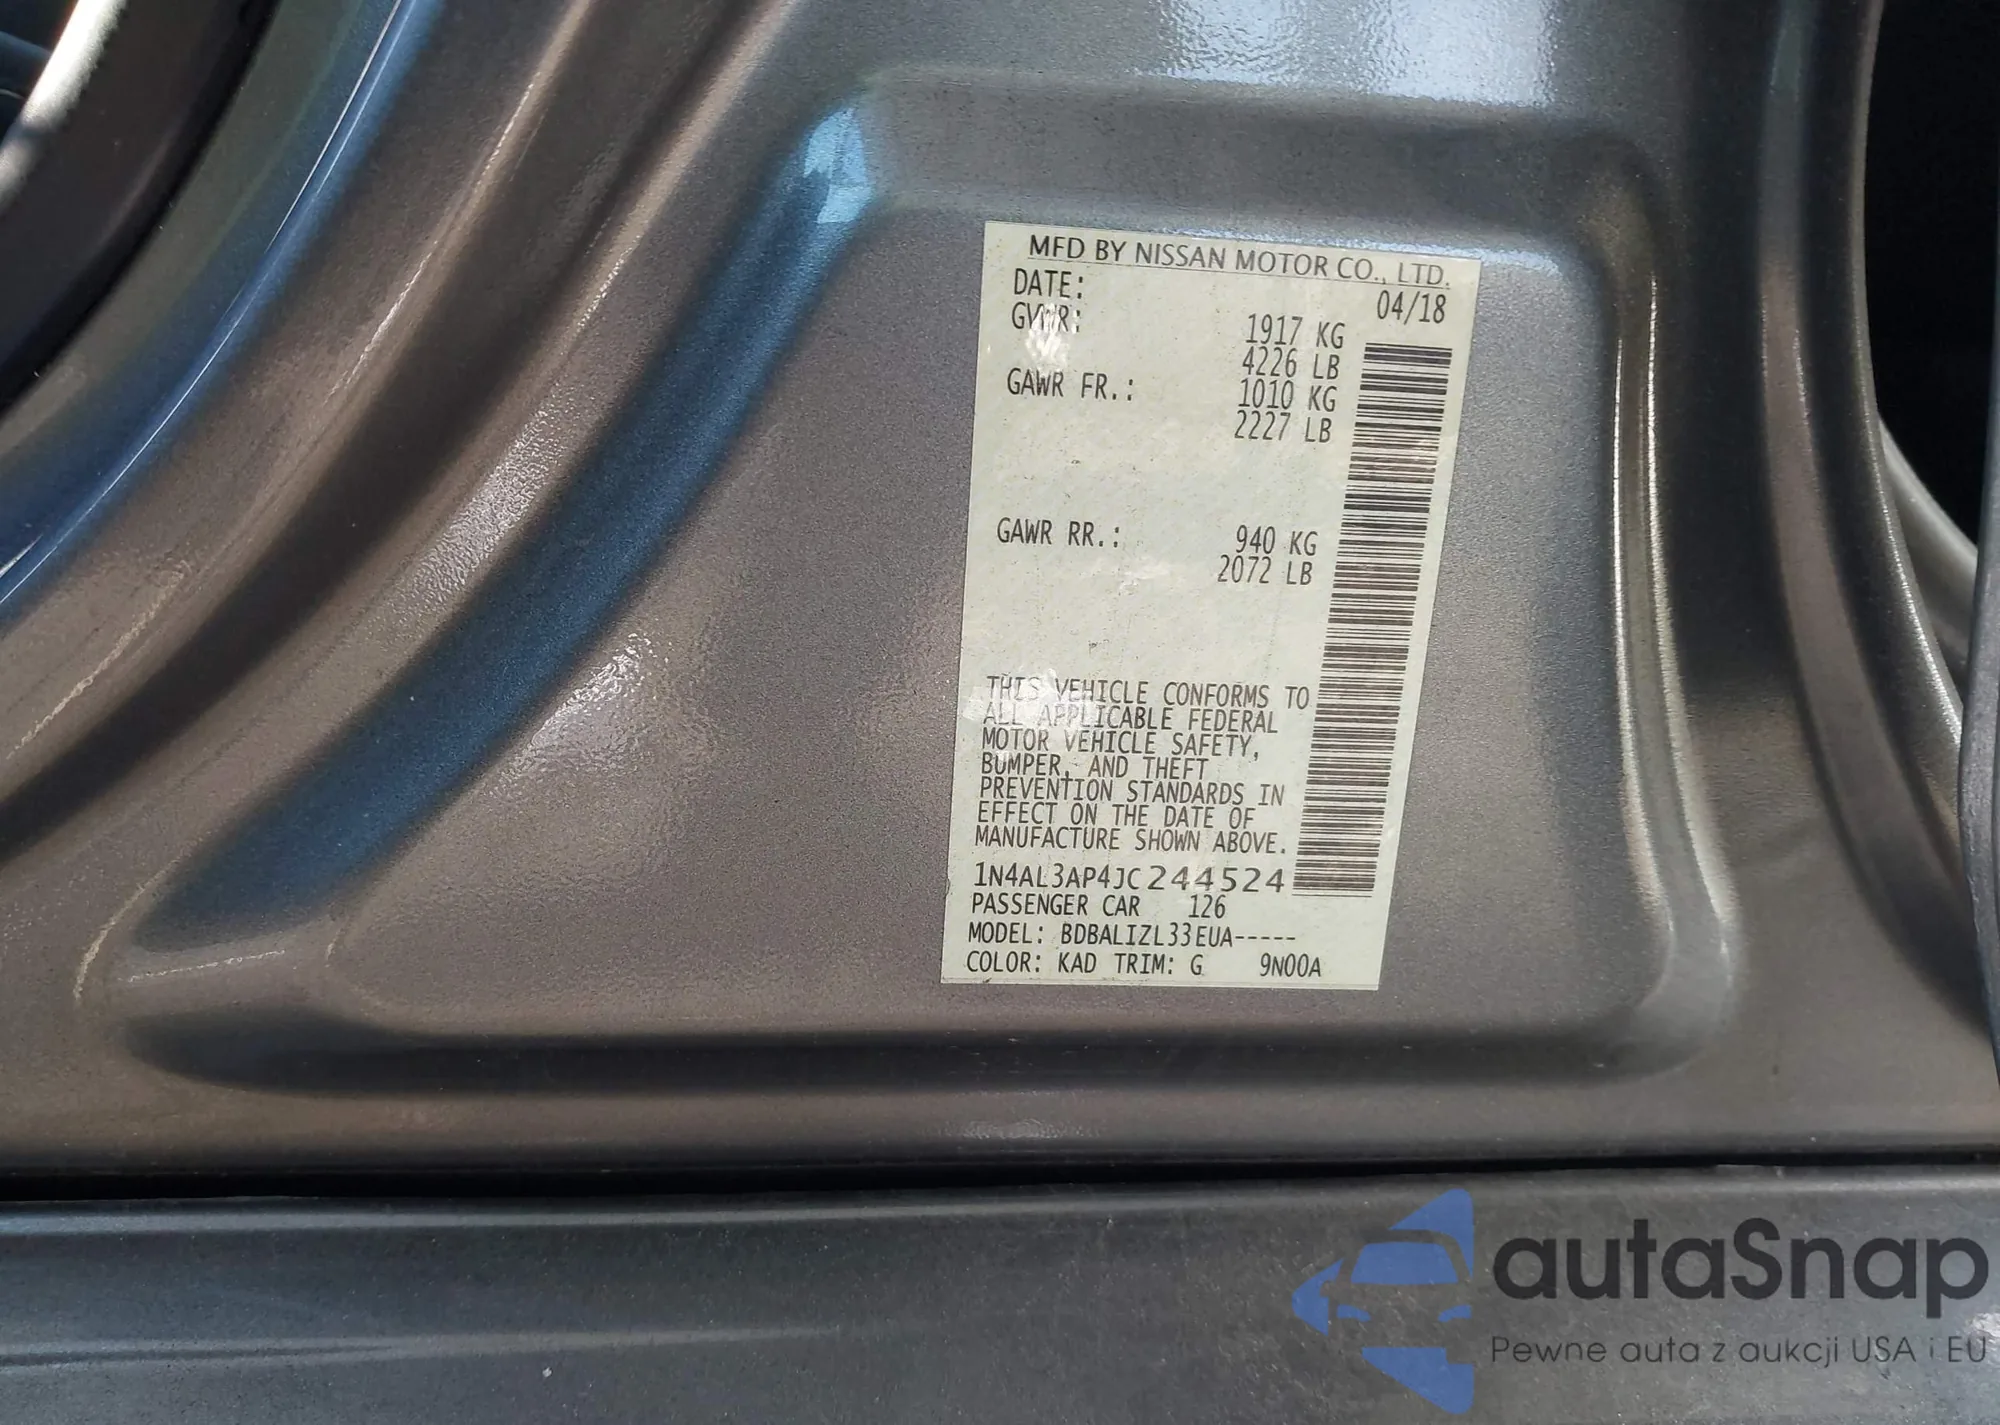 MFD BY NISSAN MOTOR CO., LTD.
DATE: 04/18
GVWR: 1917 KG
4226 LB
GAWR FR.: 1010 KG
2227 LB
GAWR RR.: 940 KG
2072 LB
THIS VEHICLE CONFORMS TO
ALL APPLICABLE FEDERAL
MOTOR VEHICLE SAFETY,
BUMPER, AND THEFT
PREVENTION STANDARDS IN
EFFECT ON THE DATE OF
MANUFACTURE SHOWN ABOVE.
1N4AL3AP4JC244524
PASSENGER CAR 126
MODEL: BDBALIZL33EUA-----
COLOR: KAD TRIM: G 9N00A
autaSnap
Pewne auta z aukcji USA i EU